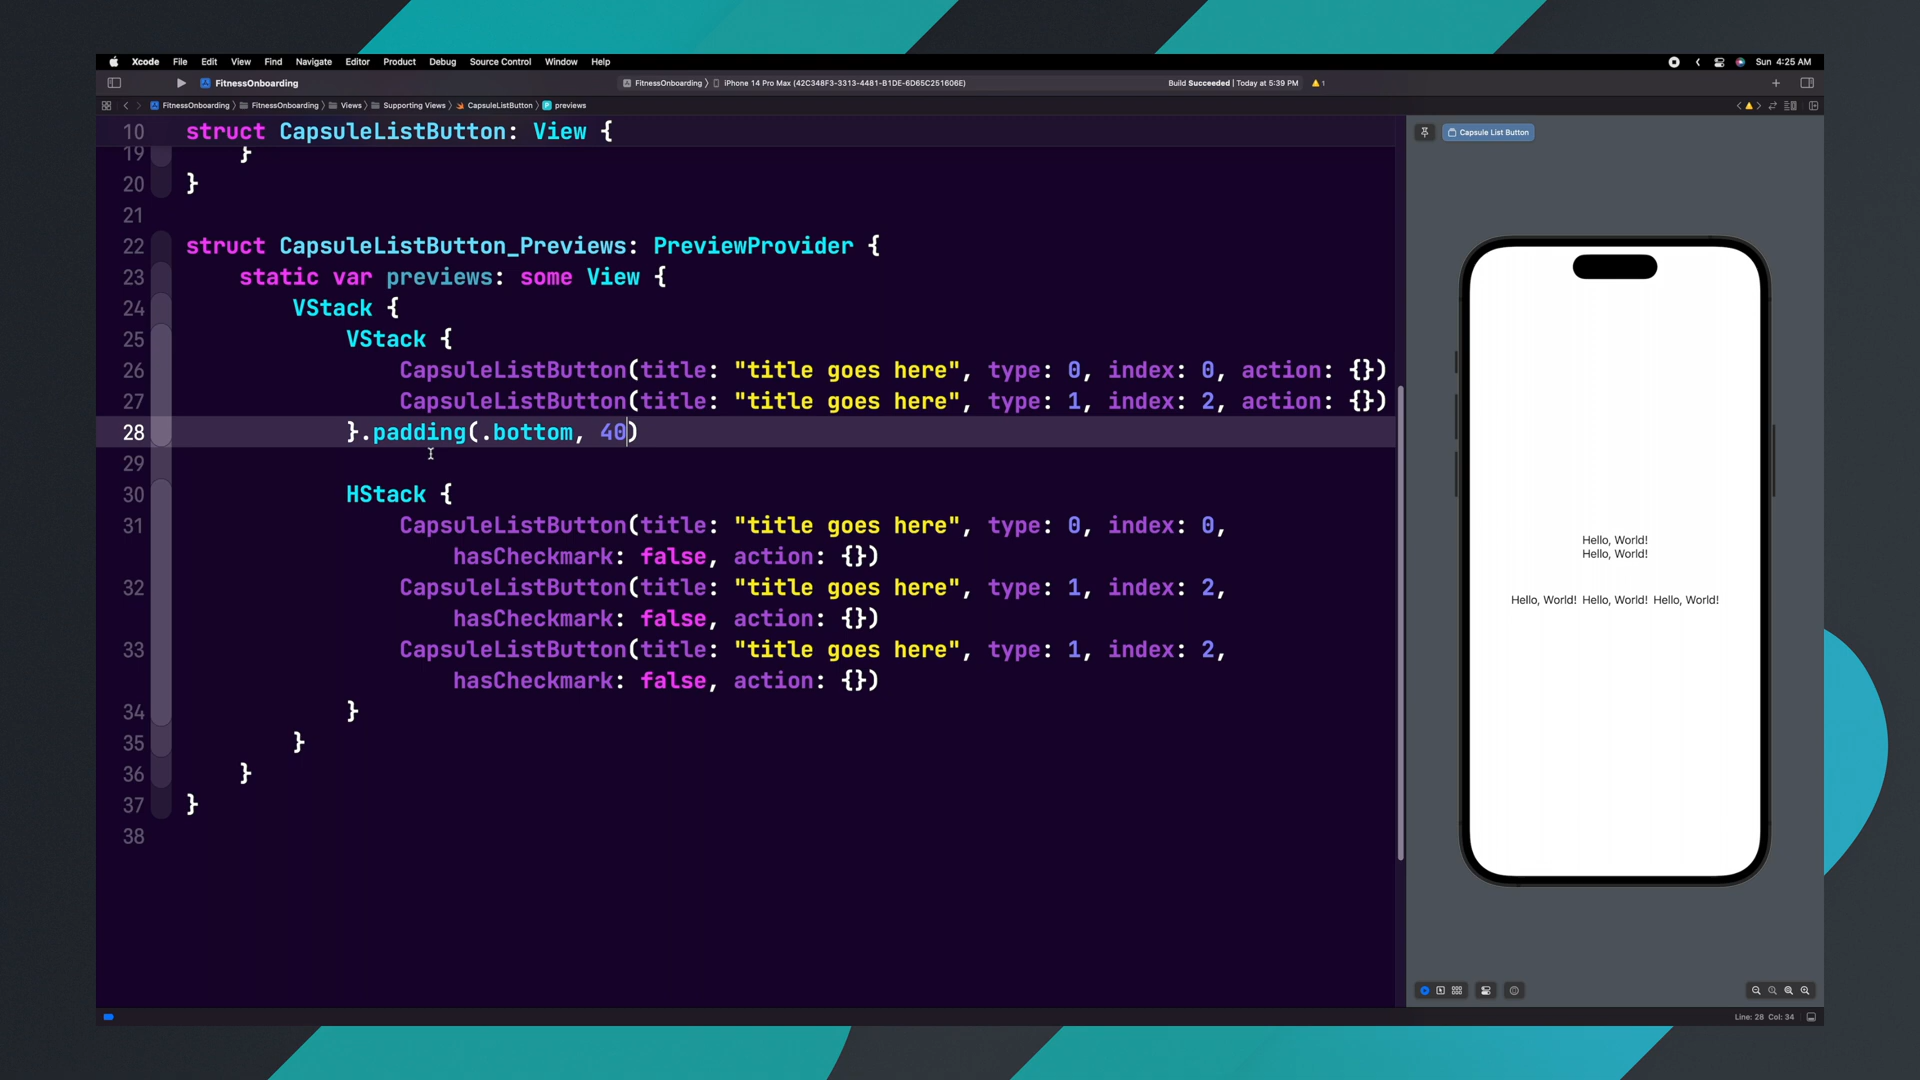 Xcode File Edit View Find Navigate Editor Product Debug Source Control Window Help Sun 4:25 AM
FitnessOnboarding FitnessOnboarding iPhone 14 Pro Max (42C348F3-3313-4481-B1DE-6D65C251606E) Build Succeeded | Today at 5:39 PM 1
FitnessOnboarding FitnessOnboarding Views Supporting Views CapsuleListButton previews
10 struct CapsuleListButton: View {
19 }
20 }
21
22 struct CapsuleListButton_Previews: PreviewProvider {
23 static var previews: some View {
24 VStack {
25 VStack {
26 CapsuleListButton(title: "title goes here", type: 0, index: 0, action: {})
27 CapsuleListButton(title: "title goes here", type: 1, index: 2, action: {})
28 }.padding(.bottom, 40)
29
30 HStack {
31 CapsuleListButton(title: "title goes here", type: 0, index: 0,
hasCheckmark: false, action: {})
32 CapsuleListButton(title: "title goes here", type: 1, index: 2,
hasCheckmark: false, action: {})
33 CapsuleListButton(title: "title goes here", type: 1, index: 2,
hasCheckmark: false, action: {})
34 }
35 }
36 }
37 }
38
Capsule List Button
Hello, World!
Hello, World!
Hello, World! Hello, World! Hello, World!
Line: 28 Col: 34